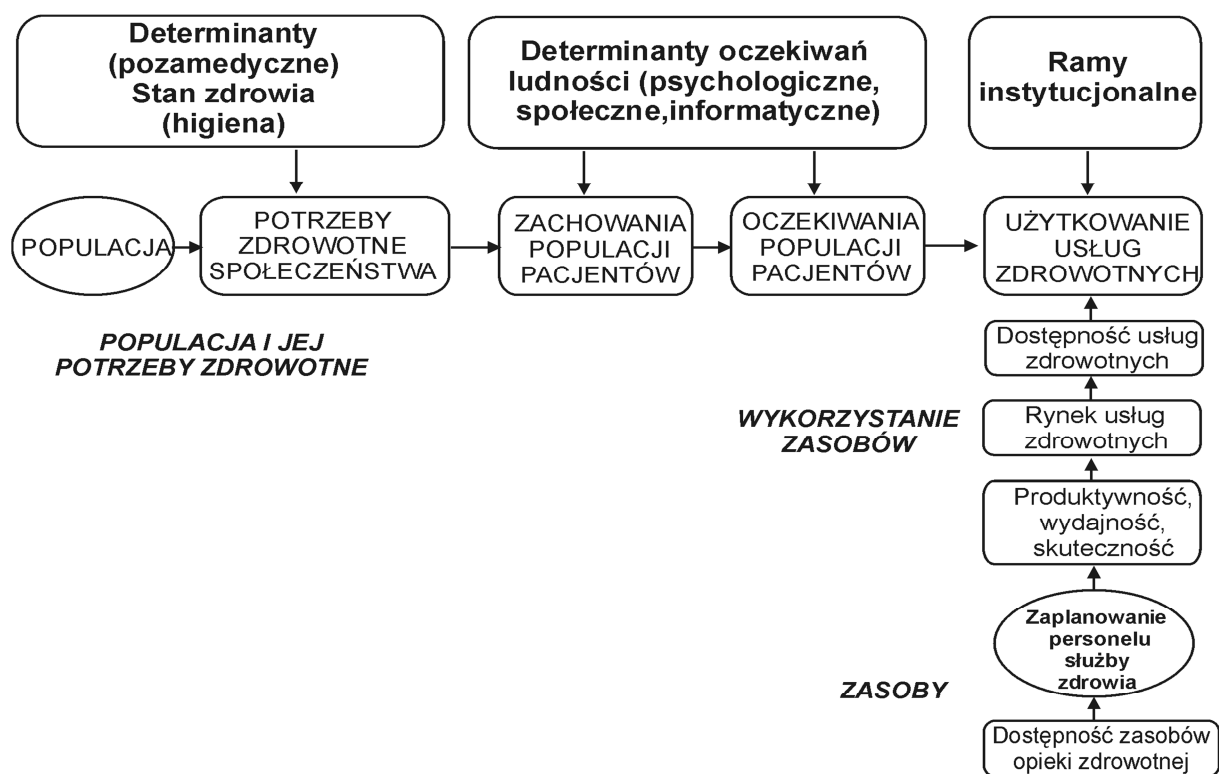 Determinanty
(pozamedyczne)
Stan zdrowia
(higiena)
Determinanty oczekiwań
ludności (psychologiczne,
społeczne,informatyczne)
Ramy
instytucjonalne
POPULACJA
POTRZEBY
ZDROWOTNE
SPOŁECZEŃSTWA
ZACHOWANIA
POPULACJI
PACJENTÓW
OCZEKIWANIA
POPULACJI
PACJENTÓW
UŻYTKOWANIE
USŁUG
ZDROWOTNYCH
POPULACJA I JEJ
POTRZEBY ZDROWOTNE
Dostępność usług
zdrowotnych
WYKORZYSTANIE
ZASOBÓW
Rynek usług
zdrowotnych
Produktywność,
wydajność,
skuteczność
Zaplanowanie
personelu
służby
zdrowia
ZASOBY
Dostępność zasobów
opieki zdrowotnej